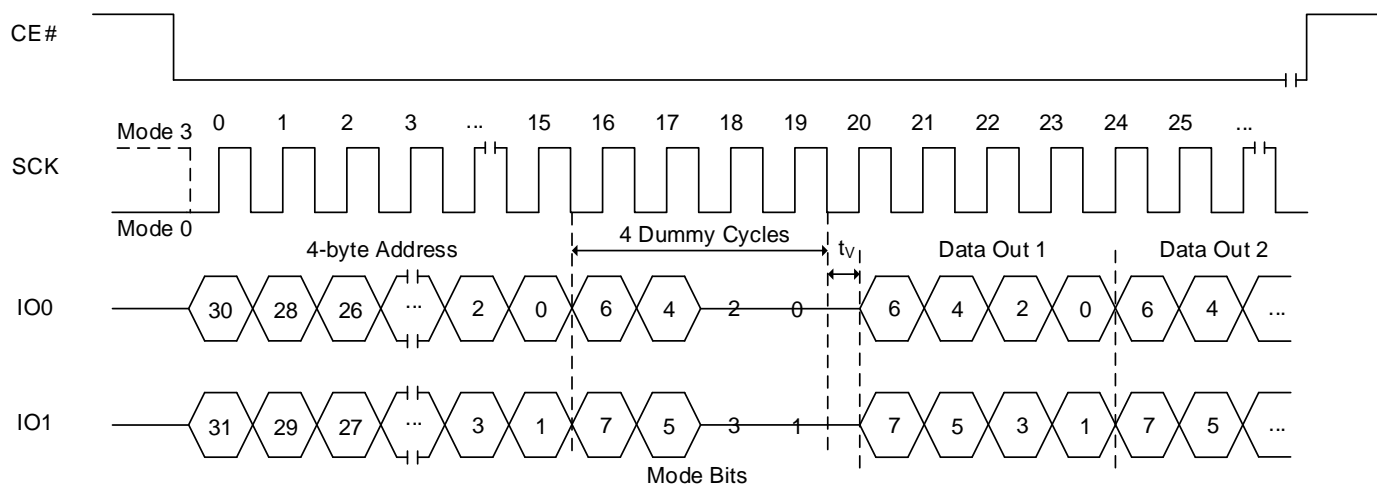 CE#
Mode 3
0 1 2 3 ... 15 16 17 18 19 20 21 22 23 24 25 ...
SCK
Mode 0
4-byte Address 4 Dummy Cycles tV Data Out 1 Data Out 2
IO0 30 28 26 ... 2 0 6 4 2 0 6 4 2 0 6 4 ...
IO1 31 29 27 ... 3 1 7 5 3 1 7 5 3 1 7 5 ...
Mode Bits